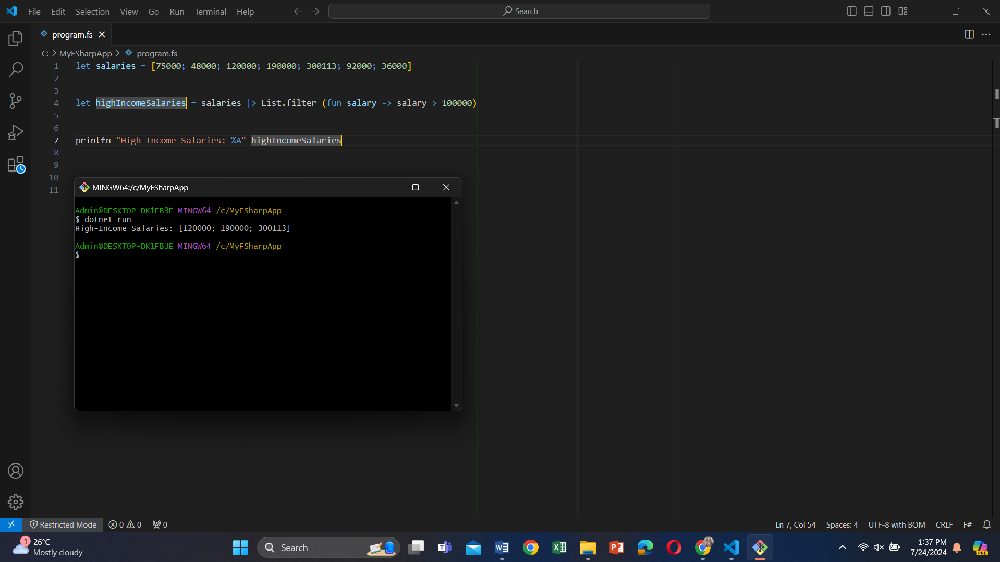 File Edit Selection View Go Run Terminal Help
Search
program.fs
C: > MyFSharpApp > program.fs
1 let salaries = [75000; 48000; 120000; 190000; 300113; 92000; 36000]
2
3
4 let highIncomeSalaries = salaries |> List.filter (fun salary -> salary > 100000)
5
6
7 printfn "High-Income Salaries: %A" highIncomeSalaries
8
9
10
11
MINGW64:/c/MyFSharpApp
Admin@DESKTOP-DK1FB3E MINGW64 /c/MyFSharpApp
$ dotnet run
High-Income Salaries: [120000; 190000; 300113]
Admin@DESKTOP-DK1FB3E MINGW64 /c/MyFSharpApp
$
Restricted Mode 0 0 0 Ln 7, Col 54 Spaces: 4 UTF-8 with BOM CRLF F#
1 26°C
Mostly cloudy
Search
1:37 PM
7/24/2024
PRE